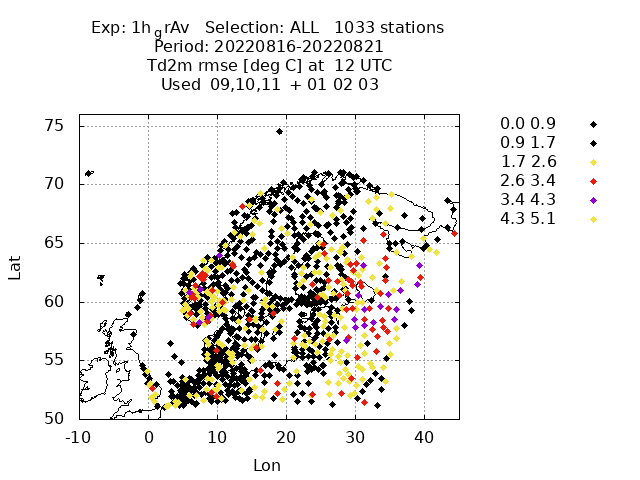 Exp: 1h grAv Selection: ALL 1033 stations
Period: 20220816-20220821
Td2m rmse [deg C] at 12 UTC
Used 09,10,11 + 01 02 03
0.0 0.9
0.9 1.7
1.7 2.6
2.6 3.4
3.4 4.3
4.3 5.1
75
70
65
60
55
50
Lat
-10 0 10 20 30 40
Lon